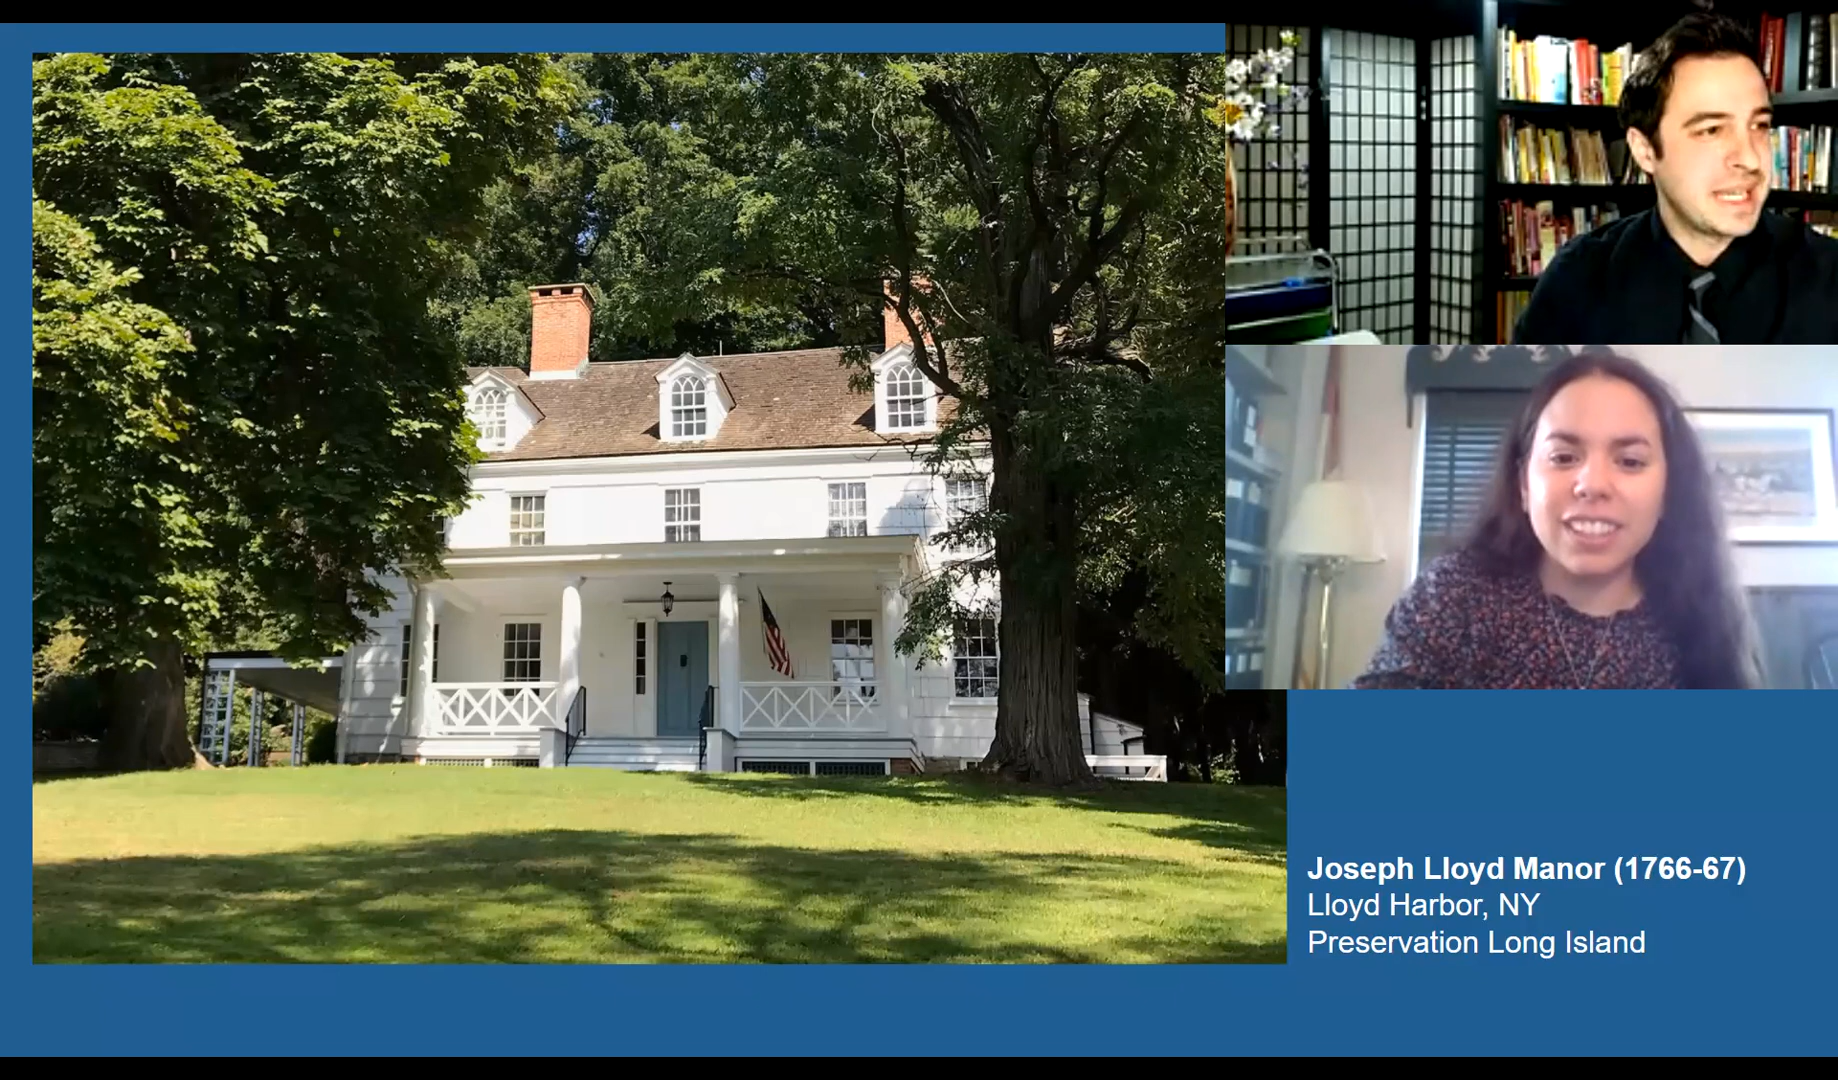 Joseph Lloyd Manor (1766-67)
Lloyd Harbor, NY
Preservation Long Island